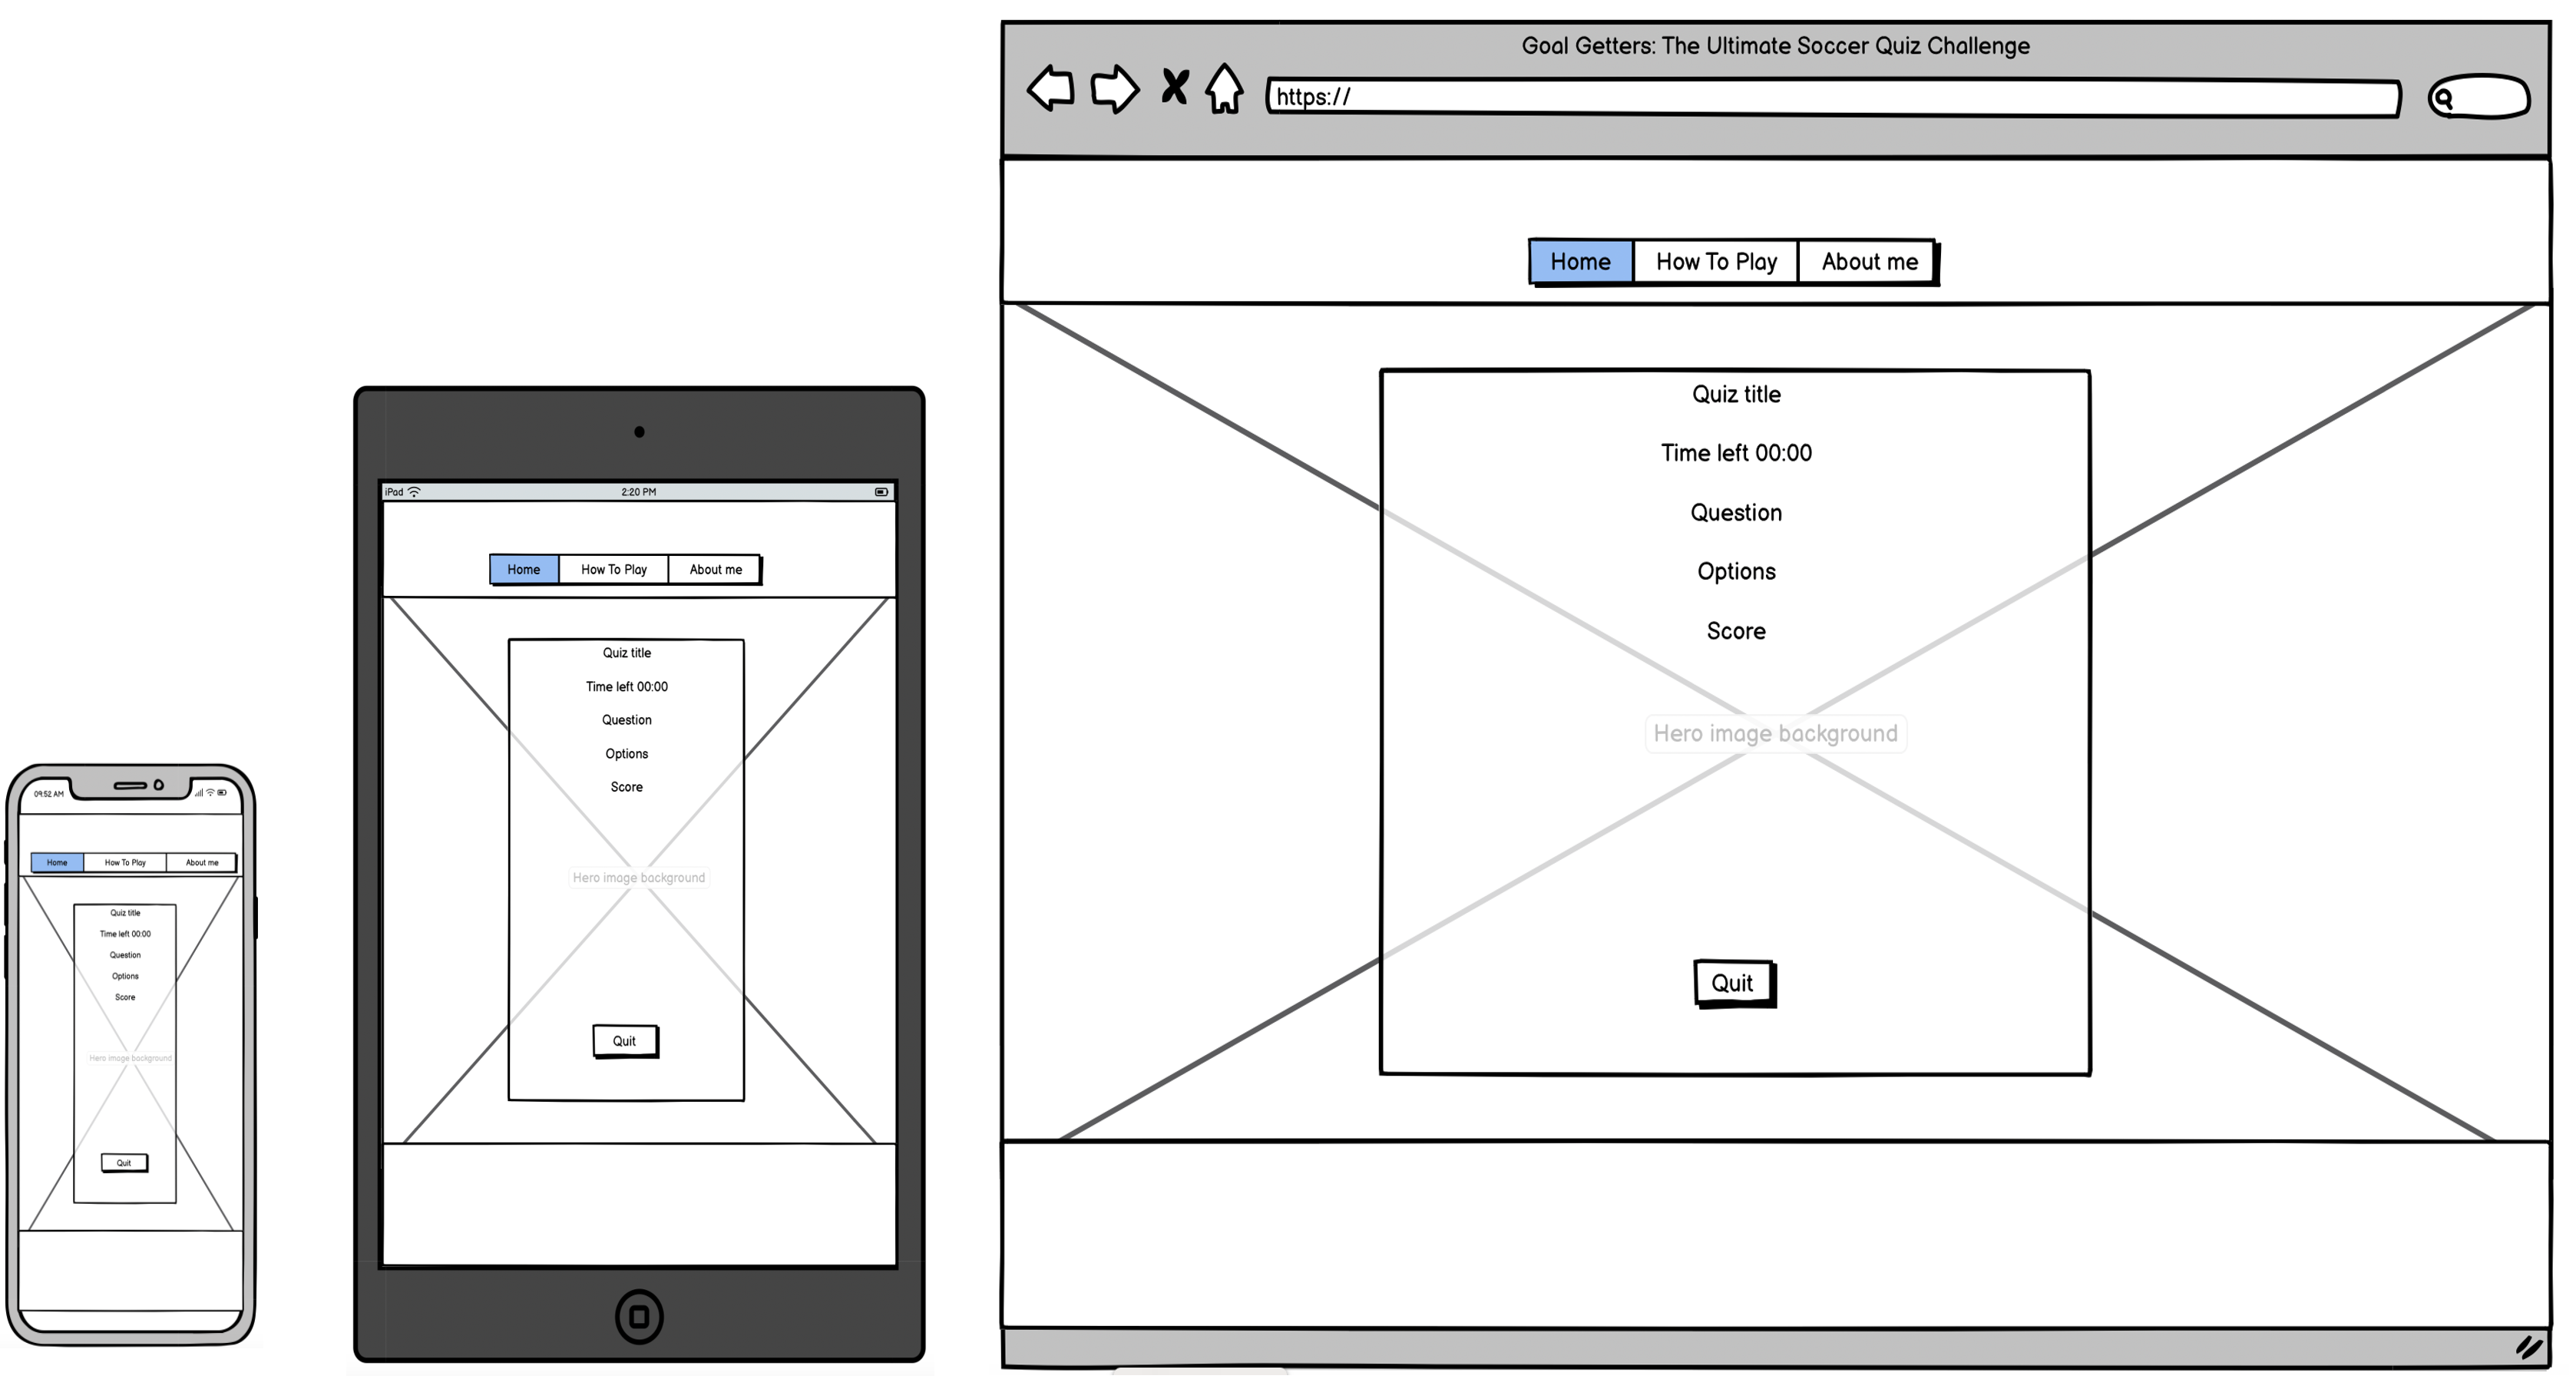 09:52 AM
Home How To Play About me
Quiz title
Time left 00:00
Question
Options
Score
Hero image background
Quit
iPad 2:20 PM
Home How To Play About me
Quiz title
Time left 00:00
Question
Options
Score
Hero image background
Quit
Goal Getters: The Ultimate Soccer Quiz Challenge
https://
Home How To Play About me
Quiz title
Time left 00:00
Question
Options
Score
Hero image background
Quit